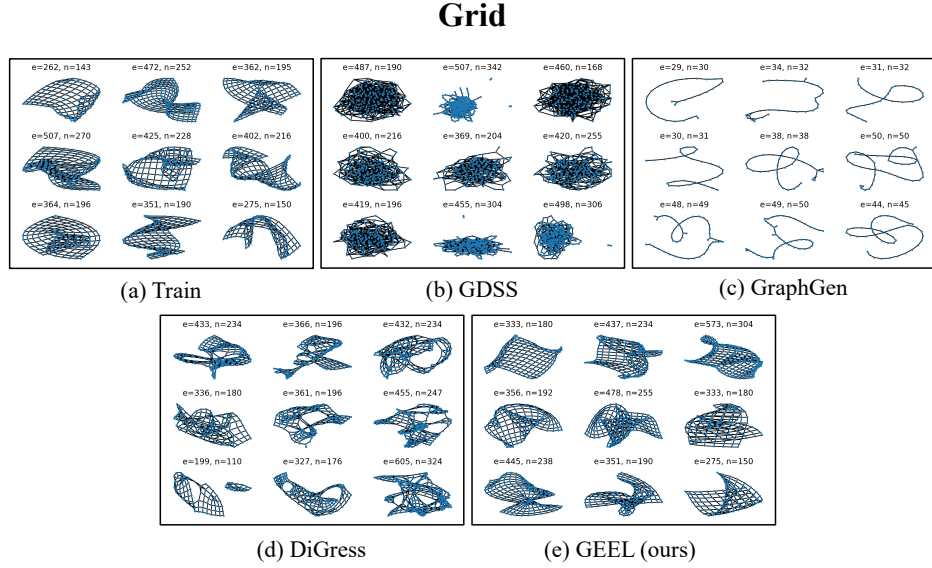 Grid
e=262, n=143 e=472, n=252 e=362, n=195
e=507, n=270 e=425, n=228 e=402, n=216
e=364, n=196 e=351, n=190 e=275, n=150
(a) Train
e=487, n=190 e=507, n=342 e=460, n=168
e=400, n=216 e=369, n=204 e=420, n=255
e=419, n=196 e=455, n=304 e=498, n=306
(b) GDSS
e=29, n=30 e=34, n=32 e=31, n=32
e=30, n=31 e=38, n=38 e=50, n=50
e=48, n=49 e=49, n=50 e=44, n=45
(c) GraphGen
e=433, n=234 e=366, n=196 e=432, n=234
e=336, n=180 e=361, n=196 e=455, n=247
e=199, n=110 e=327, n=176 e=605, n=324
(d) DiGress
e=333, n=180 e=437, n=234 e=573, n=304
e=356, n=192 e=478, n=255 e=333, n=180
e=445, n=238 e=351, n=190 e=275, n=150
(e) GEEL (ours)